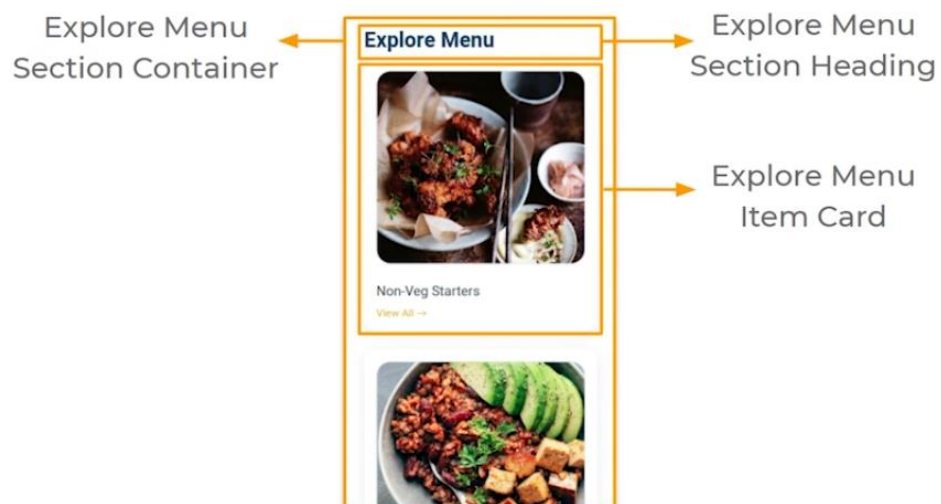 Explore Menu
Section Container
Explore Menu
Explore Menu
Section Heading
Explore Menu
Item Card
Non-Veg Starters
View All →